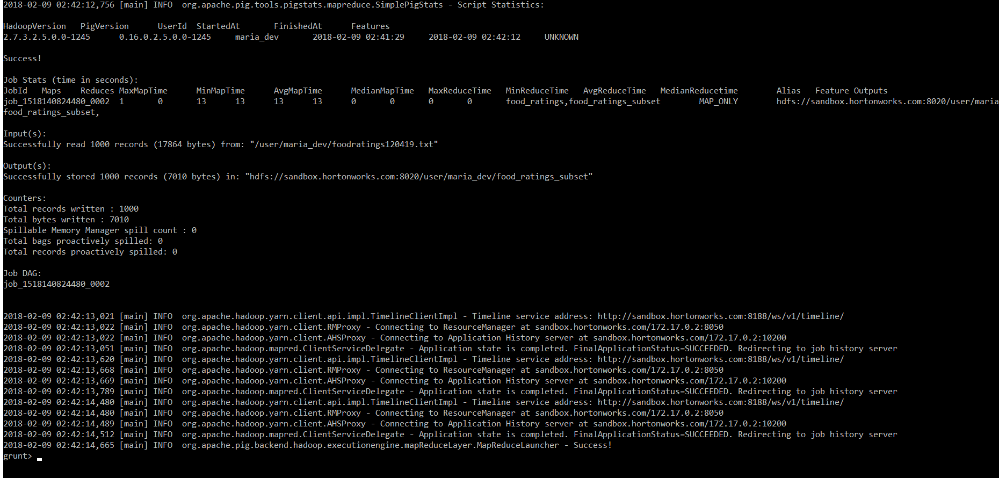 2018-02-09 02:42:12,756 [main] INFO  org.apache.pig.tools.pigstats.mapreduce.SimplePigStats - Script Statistics:
HadoopVersion   PigVersion      UserId  StartedAt       FinishedAt      Features
2.7.3.2.5.0.0-1245      0.16.0.2.5.0.0-1245     maria_dev       2018-02-09 02:41:29     2018-02-09 02:42:12     UNKNOWN
Success!
Job Stats (time in seconds):
JobId   Maps    Reduces MaxMapTime      MinMapTime      AvgMapTime      MedianMapTime   MaxReduceTime   MinReduceTime   AvgReduceTime   MedianReducetime        Alias   Feature Outputs
job_1518140824480_0002  1       0       13      13      13      13      0       0       0       0       food_ratings,food_ratings_subset        MAP_ONLY        hdfs://sandbox.hortonworks.com:8020/user/maria
food_ratings_subset,
Input(s):
Successfully read 1000 records (17864 bytes) from: "/user/maria_dev/foodratings120419.txt"
Output(s):
Successfully stored 1000 records (7010 bytes) in: "hdfs://sandbox.hortonworks.com:8020/user/maria_dev/food_ratings_subset"
Counters:
Total records written : 1000
Total bytes written : 7010
Spillable Memory Manager spill count : 0
Total bags proactively spilled: 0
Total records proactively spilled: 0
Job DAG:
job_1518140824480_0002
2018-02-09 02:42:13,021 [main] INFO  org.apache.hadoop.yarn.client.api.impl.TimelineClientImpl - Timeline service address: http://sandbox.hortonworks.com:8188/ws/v1/timeline/
2018-02-09 02:42:13,022 [main] INFO  org.apache.hadoop.yarn.client.RMProxy - Connecting to ResourceManager at sandbox.hortonworks.com/172.17.0.2:8050
2018-02-09 02:42:13,022 [main] INFO  org.apache.hadoop.yarn.client.AHSProxy - Connecting to Application History server at sandbox.hortonworks.com/172.17.0.2:10200
2018-02-09 02:42:13,051 [main] INFO  org.apache.hadoop.mapred.ClientServiceDelegate - Application state is completed. FinalApplicationStatus=SUCCEEDED. Redirecting to job history server
2018-02-09 02:42:13,620 [main] INFO  org.apache.hadoop.yarn.client.api.impl.TimelineClientImpl - Timeline service address: http://sandbox.hortonworks.com:8188/ws/v1/timeline/
2018-02-09 02:42:13,668 [main] INFO  org.apache.hadoop.yarn.client.RMProxy - Connecting to ResourceManager at sandbox.hortonworks.com/172.17.0.2:8050
2018-02-09 02:42:13,669 [main] INFO  org.apache.hadoop.yarn.client.AHSProxy - Connecting to Application History server at sandbox.hortonworks.com/172.17.0.2:10200
2018-02-09 02:42:13,789 [main] INFO  org.apache.hadoop.mapred.ClientServiceDelegate - Application state is completed. FinalApplicationStatus=SUCCEEDED. Redirecting to job history server
2018-02-09 02:42:14,480 [main] INFO  org.apache.hadoop.yarn.client.api.impl.TimelineClientImpl - Timeline service address: http://sandbox.hortonworks.com:8188/ws/v1/timeline/
2018-02-09 02:42:14,480 [main] INFO  org.apache.hadoop.yarn.client.RMProxy - Connecting to ResourceManager at sandbox.hortonworks.com/172.17.0.2:8050
2018-02-09 02:42:14,489 [main] INFO  org.apache.hadoop.yarn.client.AHSProxy - Connecting to Application History server at sandbox.hortonworks.com/172.17.0.2:10200
2018-02-09 02:42:14,512 [main] INFO  org.apache.hadoop.mapred.ClientServiceDelegate - Application state is completed. FinalApplicationStatus=SUCCEEDED. Redirecting to job history server
2018-02-09 02:42:14,665 [main] INFO  org.apache.pig.backend.hadoop.executionengine.mapReduceLayer.MapReduceLauncher - Success!
grunt>